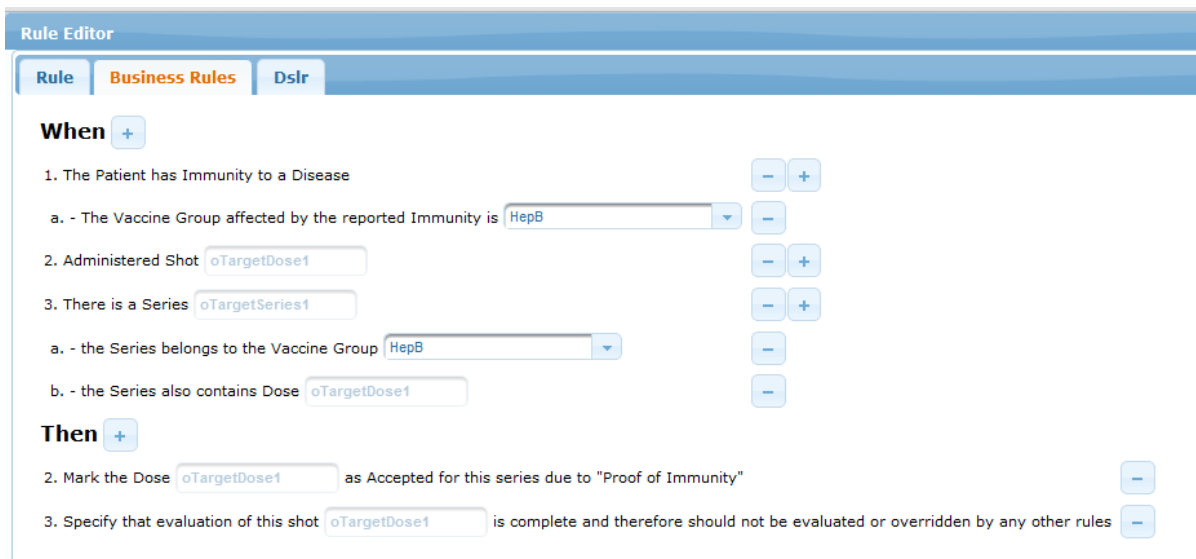 Rule Editor
Rule Business Rules Dslr
When +
1. The Patient has Immunity to a Disease - +
a. - The Vaccine Group affected by the reported Immunity is HepB -
2. Administered Shot oTargetDose1 - +
3. There is a Series oTargetSeries1 - +
a. - the Series belongs to the Vaccine Group HepB -
b. - the Series also contains Dose oTargetDose1 -
Then +
2. Mark the Dose oTargetDose1 as Accepted for this series due to "Proof of Immunity" -
3. Specify that evaluation of this shot oTargetDose1 is complete and therefore should not be evaluated or overridden by any other rules -